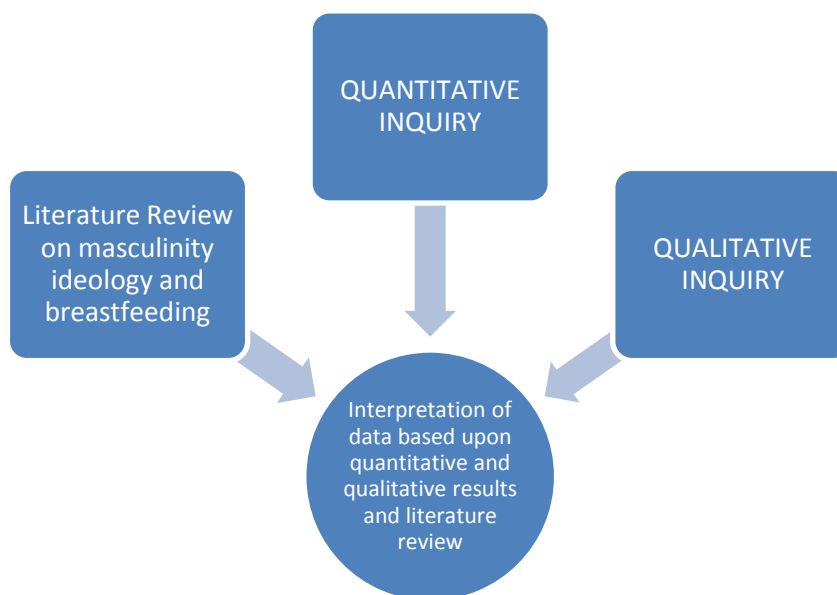 QUANTITATIVE
INQUIRY
Literature Review
on masculinity
ideology and
breastfeeding
QUALITATIVE
INQUIRY
Interpretation of
data based upon
quantitative and
qualitative results
and literature
review